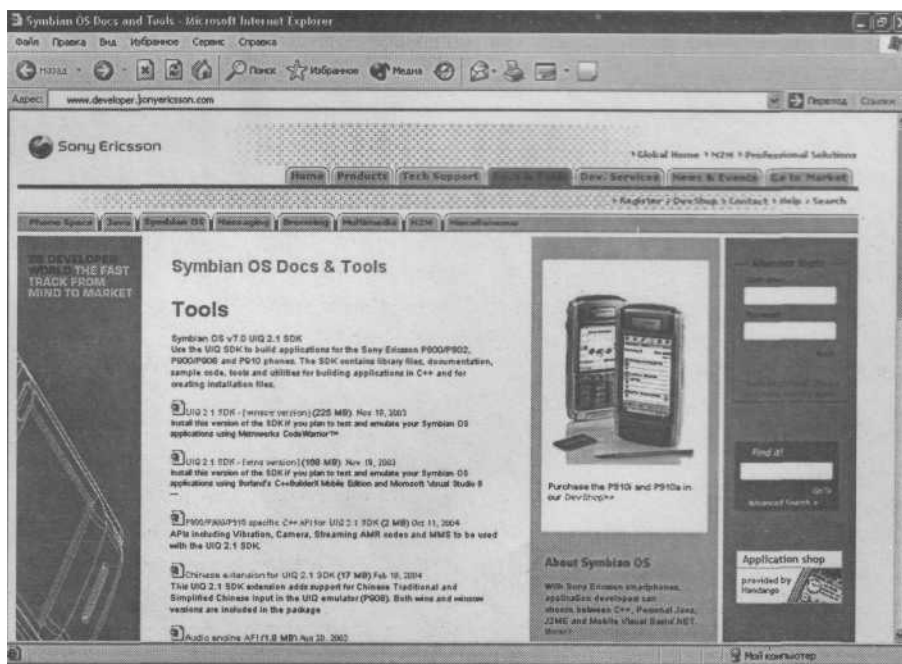 Symbian OS Docs and Tools - Microsoft Internet Explorer
Файл Правка Вид Избранное Сервис Справка
Назад Поиск Избранное Медиа
Адрес: www.developer.sonyericsson.com Переход Ссылки
Sony Ericsson
Global Home M2M Professional Solutions
Home Products Tech Support Dev. Services News & Events Go to Market
Register DevShop Contact Help Search
Phone Space Java Symbian OS Messaging Browsing Multimedia M2M Miscellaneous
DEVELOPER
WORLD THE FAST
TRACK FROM
MIND TO MARKET
Symbian OS Docs & Tools
Tools
Symbian OS v7.0 UIQ 2.1 SDK
Use the UIQ SDK to build applications for the Sony Ericsson P800/P802,
P900/P908 and P910 phones. The SDK contains library files, documentation,
sample code, tools and utilities for building applications in C++ and for
creating installation files.
UIQ 2.1 SDK - [winscw version] (225 MB) Nov 19, 2003
Install this version of the SDK if you plan to test and emulate your Symbian OS
applications using Metrowerks CodeWarrior™
UIQ 2.1 SDK - [wins version] Nov 19, 2003
Install this version of the SDK if you plan to test and emulate your Symbian OS
applications using Borland's C++BuilderX Mobile Edition and Microsoft Visual Studio 6
P900/P908/P910 specific C++ API for UIQ 2.1 SDK (2 MB) Oct 11, 2004
APIs including Vibration, Camera, Streaming AMR codec and MMS to be used
with the UIQ 2.1 SDK.
Chinese extension for UIQ 2.1 SDK (17 MB) Feb 2004
This UIQ 2.1 SDK extension adds support for Chinese Traditional and
Simplified Chinese input in the UIQ emulator (P908). Both wins and winscw
versions are included in the package
Audio engine API (1.8 MB) 2003
Purchase the P910i and P910a in
our DevShop>>
About Symbian OS
With Sony Ericsson smartphones,
application developers can
choose between C++, Personal Java,
J2ME and Mobile Visual Basic/.NET.
Find it!
Go
Advanced Search
Application shop
provided by
Handango
Мой компьютер